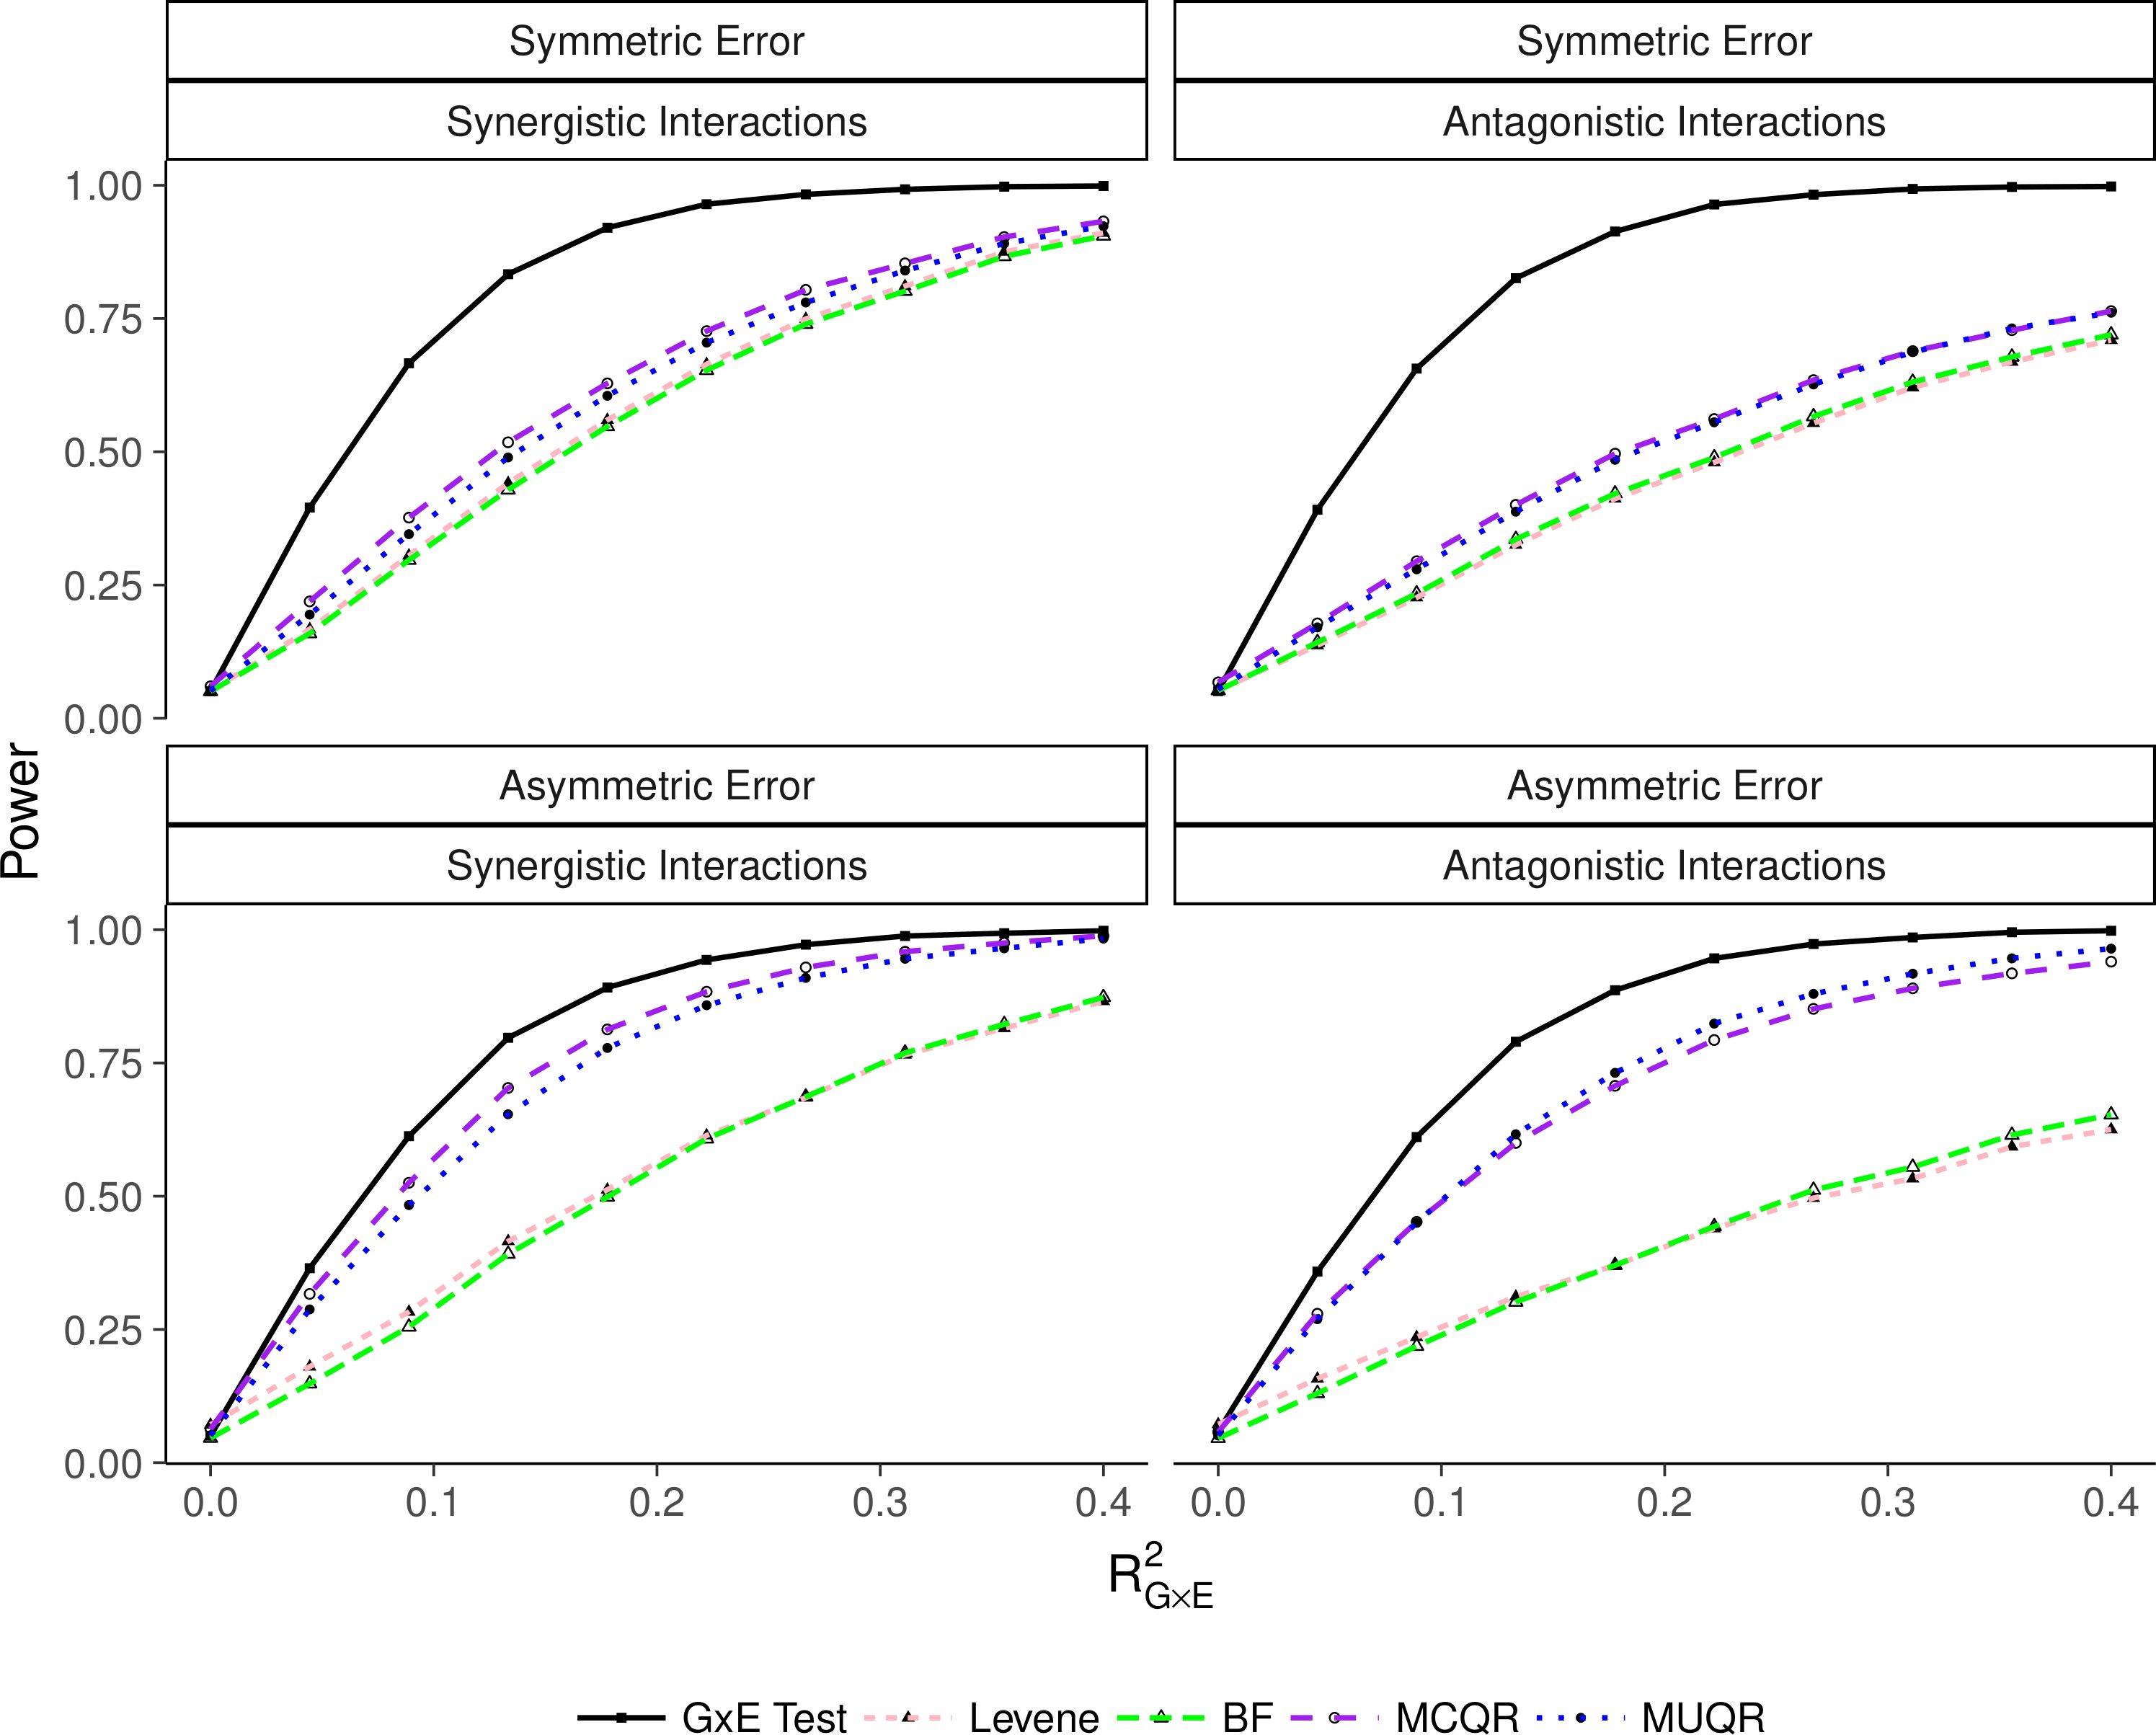 Symmetric Error
Symmetric Error
Synergistic Interactions
Antagonistic Interactions
1.00
0.75
0.50
0.25
0.00
Power
Asymmetric Error
Asymmetric Error
Synergistic Interactions
Antagonistic Interactions
1.00
0.75
0.50
0.25
0.00
0.0 0.1 0.2 0.3 0.4
0.0 0.1 0.2 0.3 0.4
R²G×E
GxE Test Levene BF MCQR MUQR